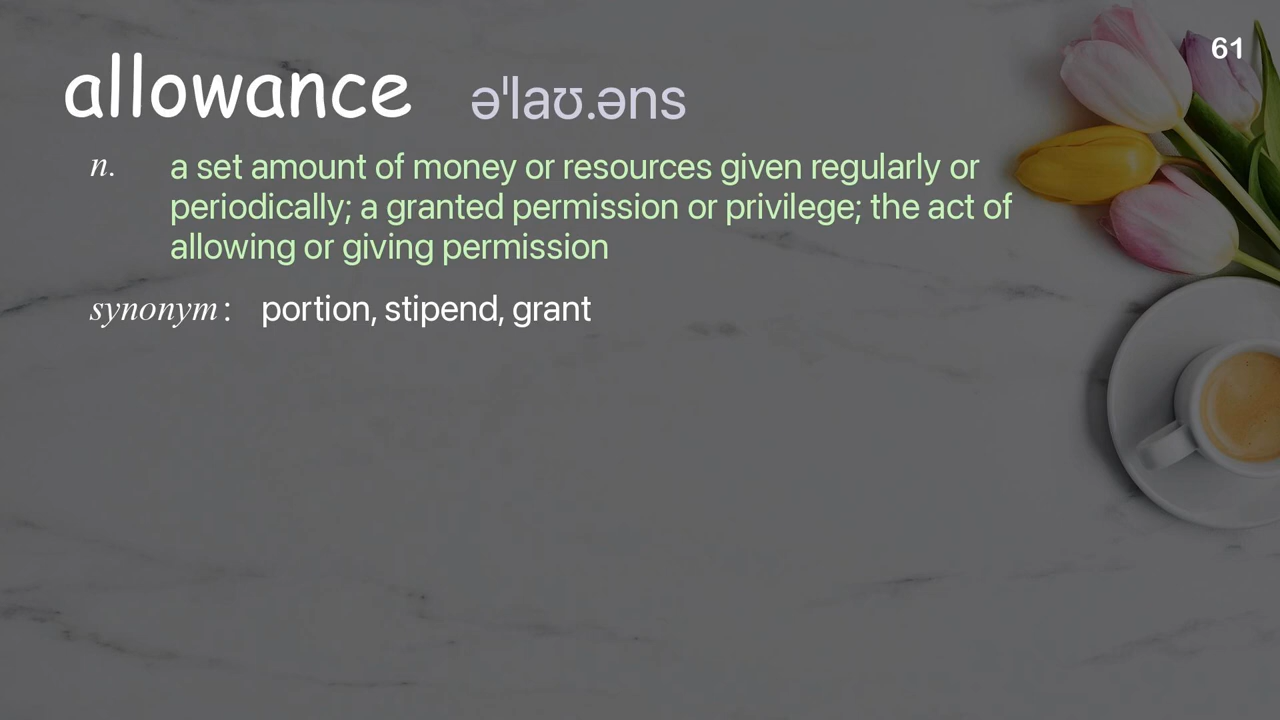 61
allowance əˈlaʊ.əns
n. a set amount of money or resources given regularly or
periodically; a granted permission or privilege; the act of
allowing or giving permission
synonym: portion, stipend, grant